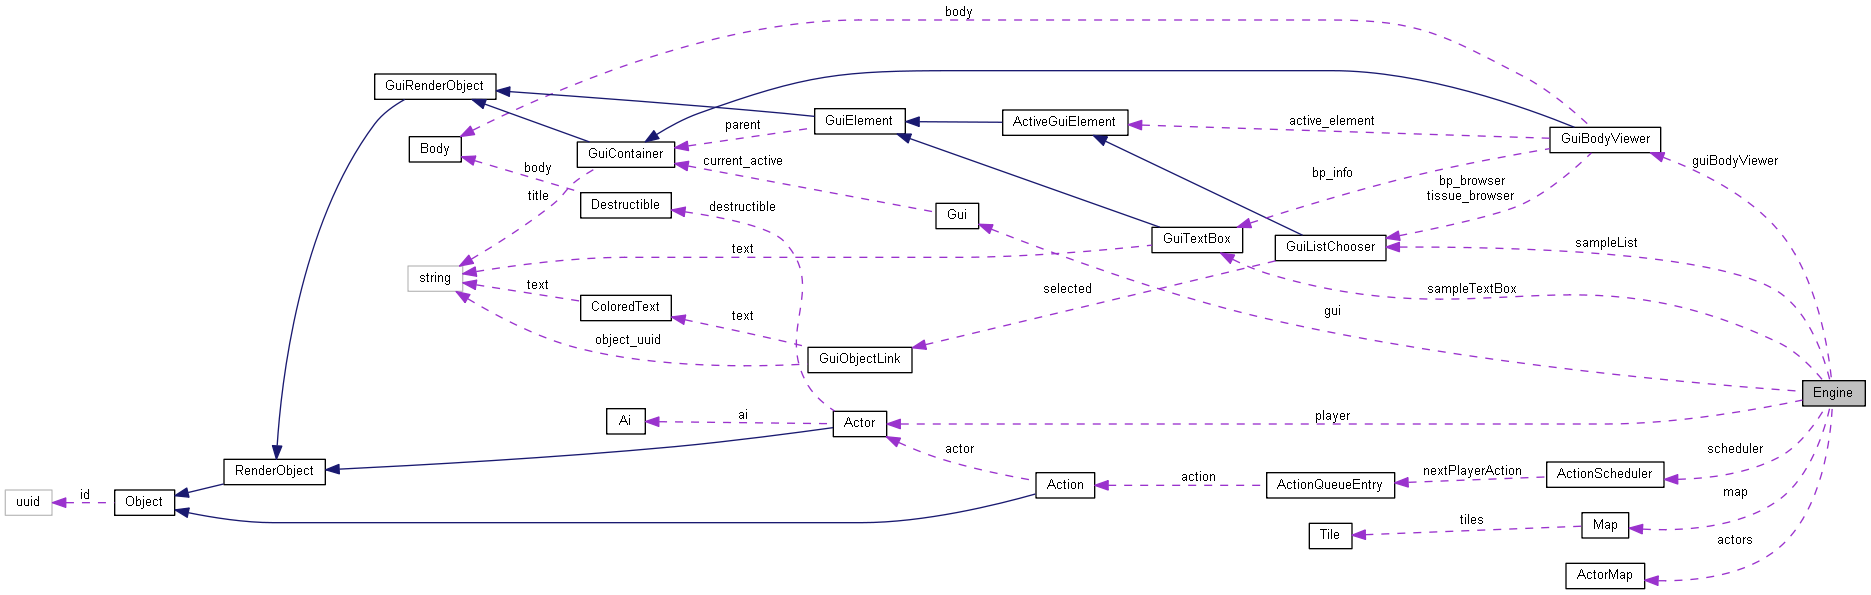 body
GuiRenderObject
GuiElement
ActiveGuiElement
active_element
GuiBodyViewer
parent
Body
GuiContainer
current_active
guiBodyViewer
body
bp_info
bp_browser
tissue_browser
title
Destructible
destructible
Gui
GuiTextBox
GuiListChooser
sampleList
text
string
text
selected
sampleTextBox
ColoredText
text
gui
object_uuid
GuiObjectLink
Engine
Ai
ai
Actor
player
actor
scheduler
RenderObject
nextPlayerAction
ActionScheduler
action
Action
ActionQueueEntry
uuid
id
Object
map
tiles
Map
Tile
actors
ActorMap